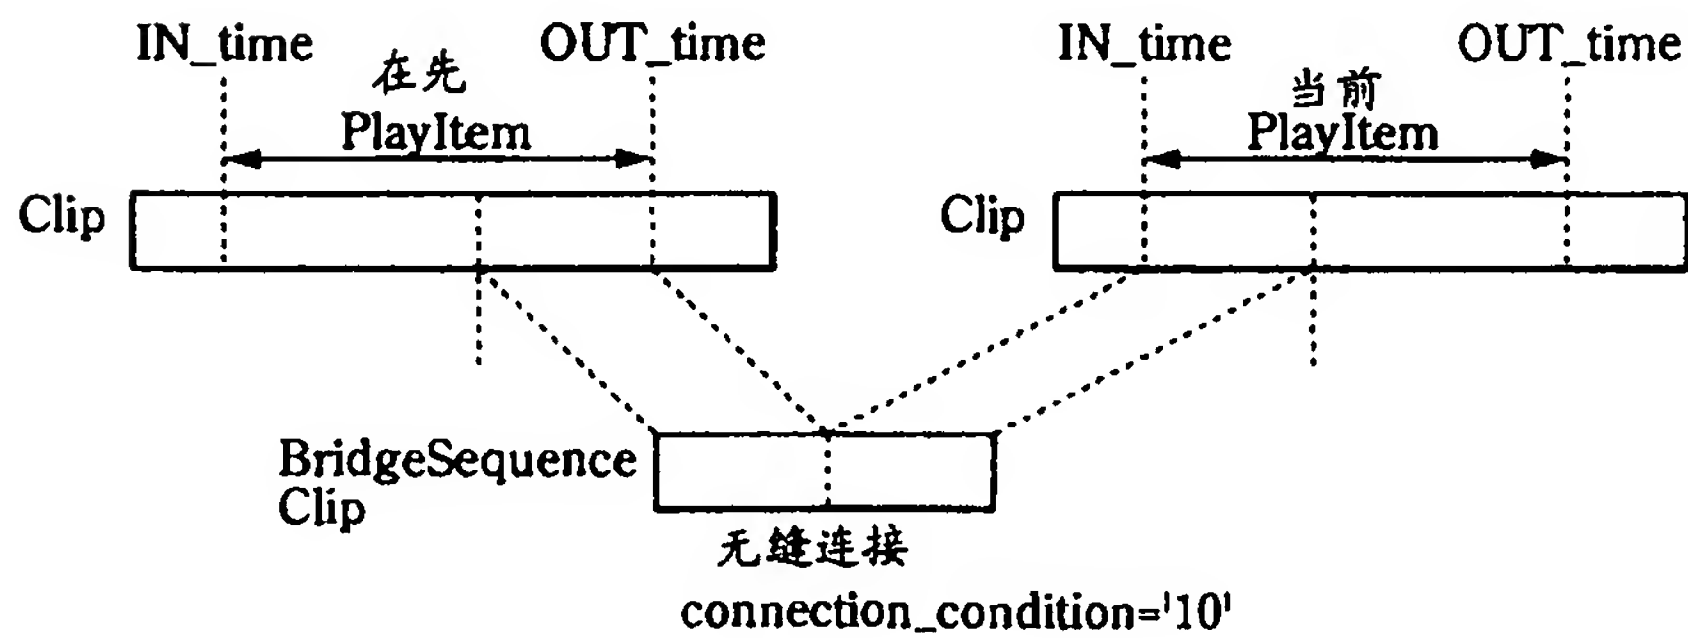 IN_time
OUT_time
IN_time
OUT_time
在先
PlayItem
当前
PlayItem
Clip
Clip
BridgeSequence
Clip
无缝连接
connection_condition='10'